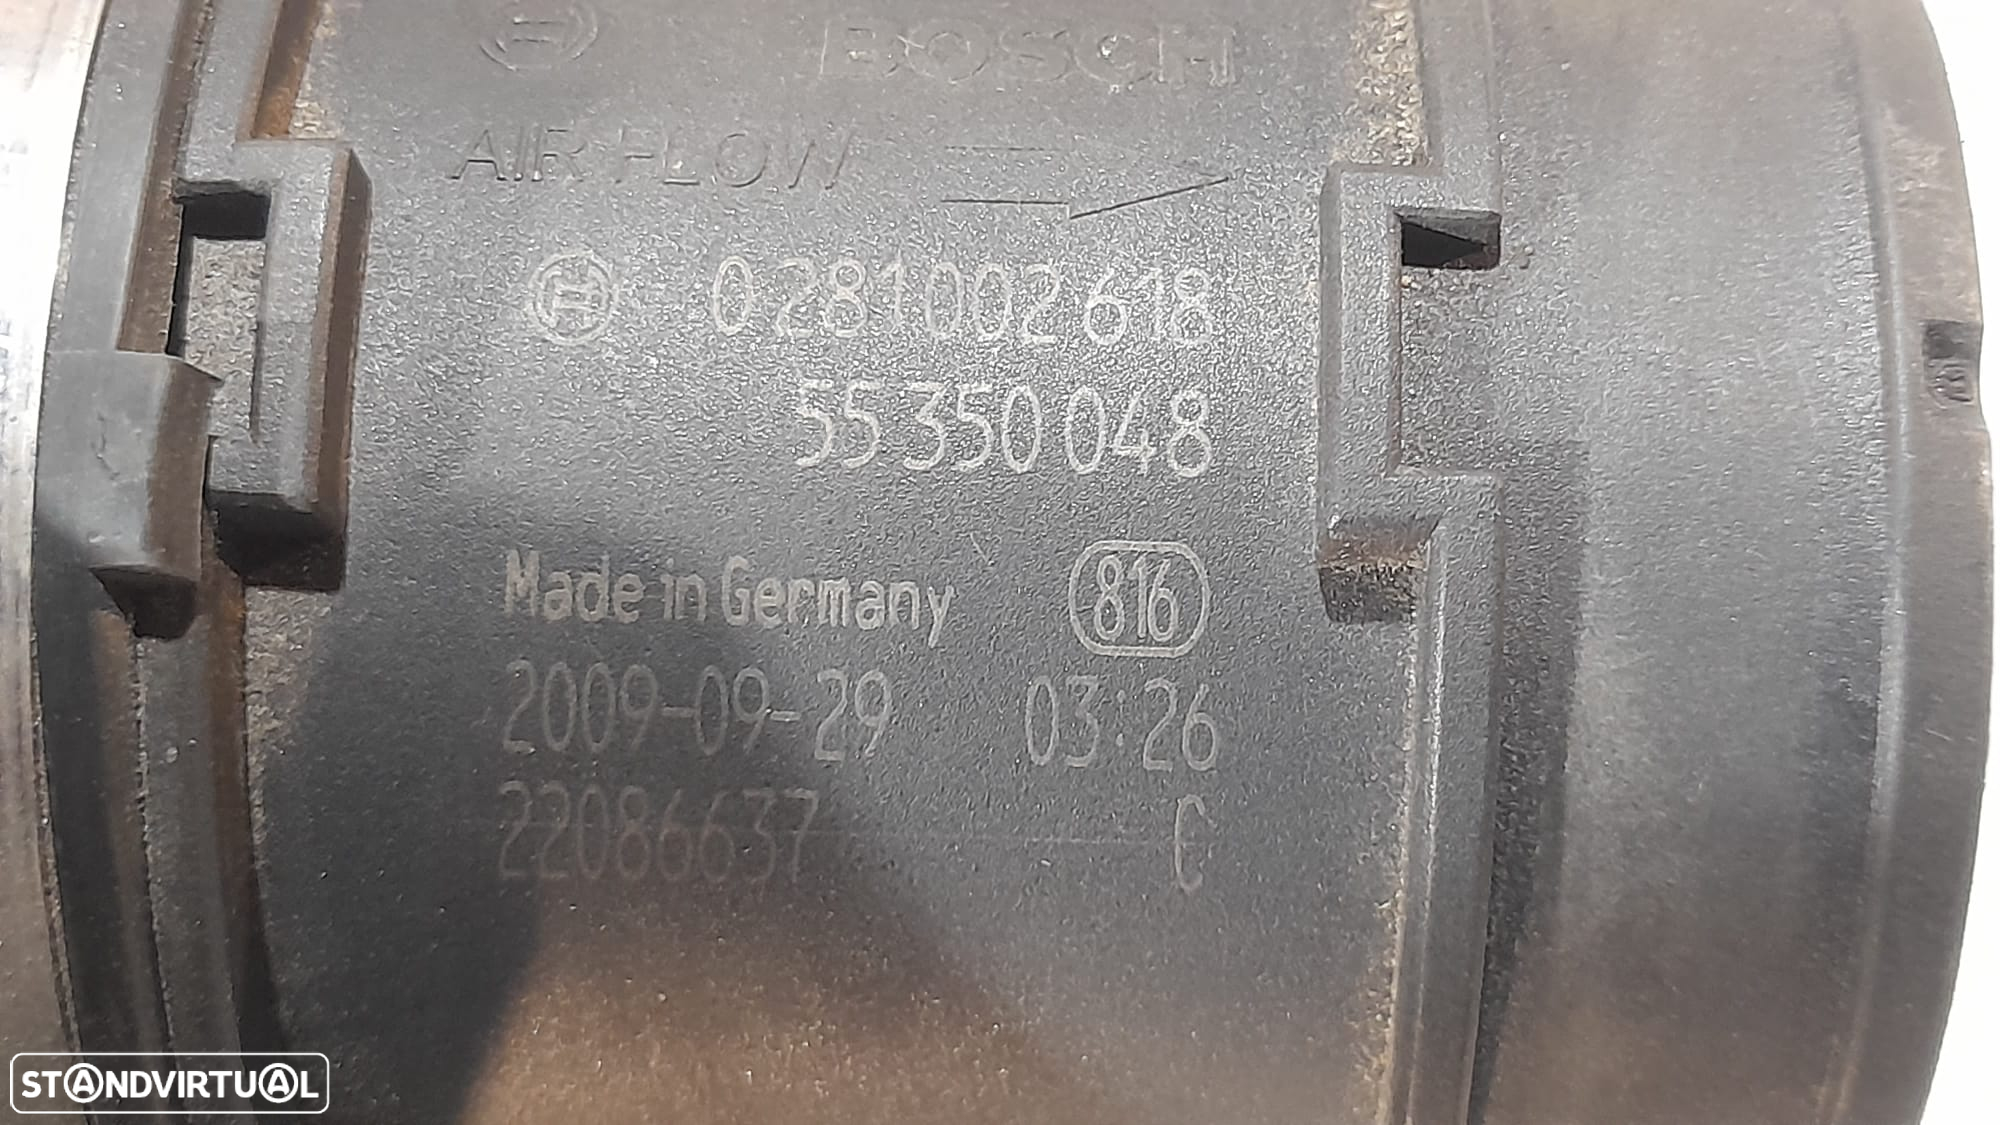 BOSCH
AIR FLOW
0 281 002 618
55 350 048
Made in Germany 816
2009-09-29 03:26
22086637 C
STANDVIRTUAL